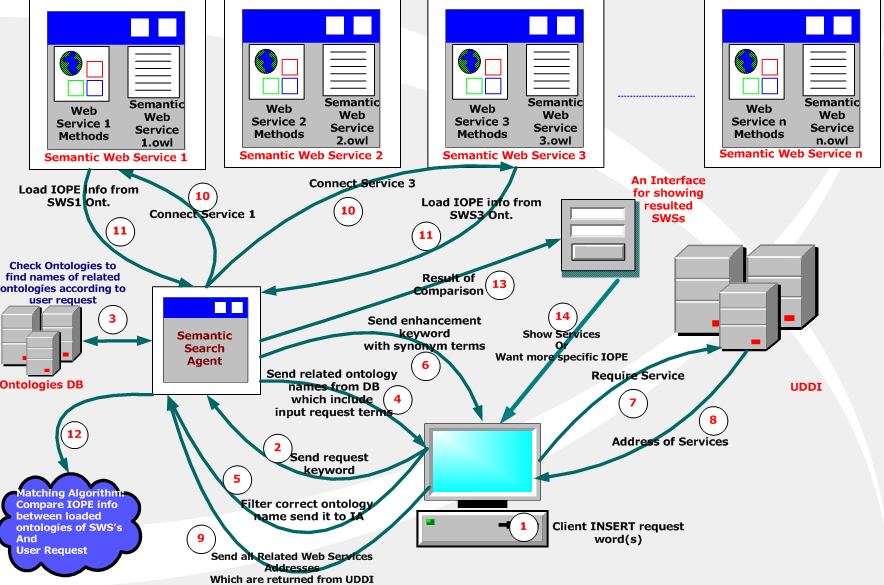 Web
Service 1
Methods
Semantic
Web
Service
1.owl
Semantic Web Service 1
Web
Service 2
Methods
Semantic
Web
Service
2.owl
Semantic Web Service 2
Web
Service 3
Methods
Semantic
Web
Service
3.owl
Semantic Web Service 3
Web
Service n
Methods
Semantic
Web
Service
n.owl
Semantic Web Service n
Load IOPE info from
SWS1 Ont.
10
Connect Service 1
11
Connect Service 3
10
Load IOPE info from
SWS3 Ont.
11
An Interface
for showing
resulted
SWSs
Check Ontologies to
find names of related
ontologies according to
user request
3
Ontologies DB
Semantic
Search
Agent
Result of
Comparison
13
14
Show Services
Or
Want more specific IOPE
Send enhancement
keyword
with synonym terms
6
Send related ontology
names from DB
which include
input request terms
4
Require Service
7
UDDI
8
Address of Services
12
2
Send request
keyword
5
Filter correct ontology
name send it to IA
9
Send all Related Web Services
Addresses
Which are returned from UDDI
Matching Algorithm:
Compare IOPE info
between loaded
ontologies of SWS's
And
User Request
1
Client INSERT request
word(s)